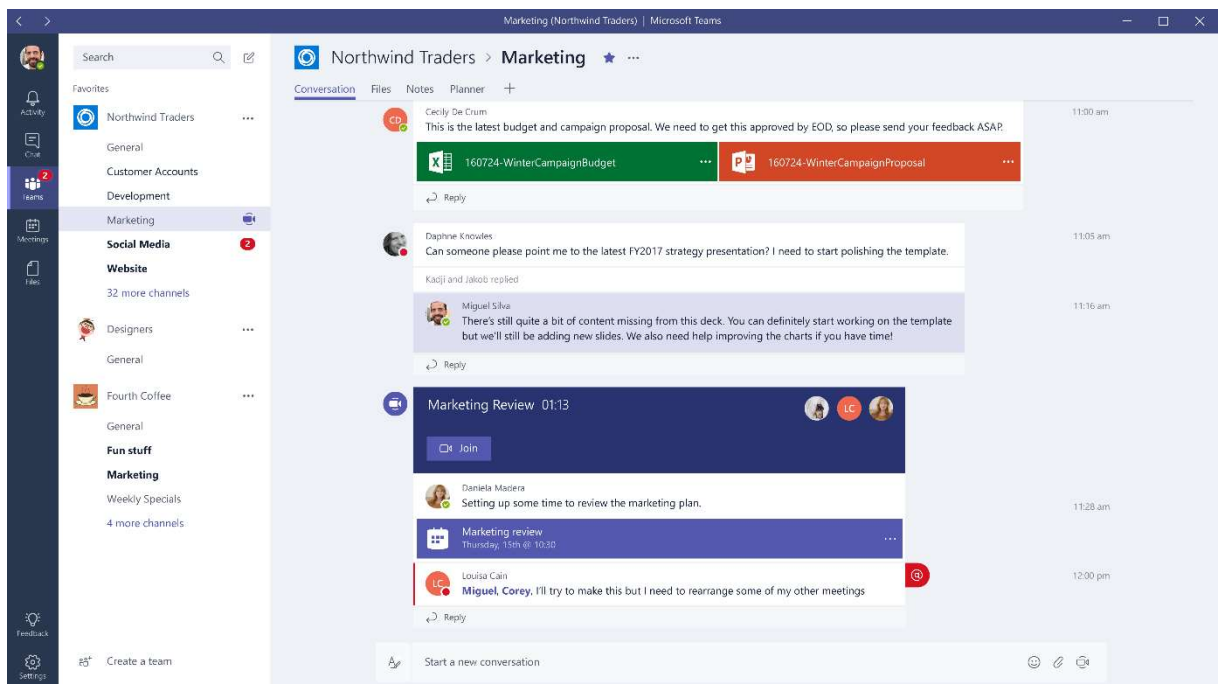 Marketing (Northwind Traders) | Microsoft Teams
Activity
Chat
2
Teams
Meetings
Files
Feedback
Settings
Search
Favorites
Northwind Traders
General
Customer Accounts
Development
Marketing
Social Media 2
Website
32 more channels
Designers
General
Fourth Coffee
General
Fun stuff
Marketing
Weekly Specials
4 more channels
Create a team
Northwind Traders > Marketing
Conversation Files Notes Planner
CD
Cecily De Crum 11:00 am
This is the latest budget and campaign proposal. We need to get this approved by EOD, so please send your feedback ASAP.
160724-WinterCampaignBudget 160724-WinterCampaignProposal
Reply
Daphne Knowles 11:05 am
Can someone please point me to the latest FY2017 strategy presentation? I need to start polishing the template.
Kadji and Jakob replied
Miguel Silva 11:16 am
There's still quite a bit of content missing from this deck. You can definitely start working on the template
but we'll still be adding new slides. We also need help improving the charts if you have time!
Reply
Marketing Review 01:13 LC
Join
Daniela Madera
Setting up some time to review the marketing plan. 11:28 am
Marketing review
Thursday, 15th @ 10:30
LC
Louisa Cain @ 12:00 pm
Miguel, Corey, I'll try to make this but I need to rearrange some of my other meetings
Reply
Start a new conversation